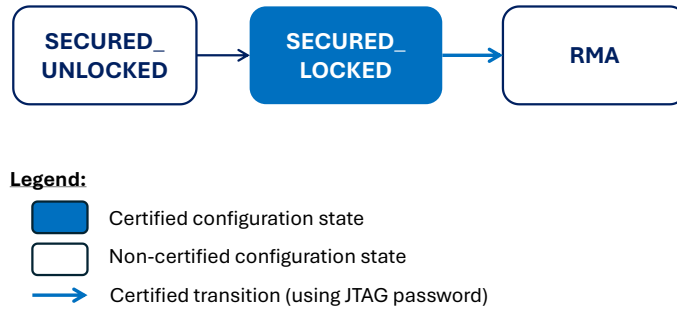 SECURED_
UNLOCKED
SECURED_
LOCKED
RMA
Legend:
Certified configuration state
Non-certified configuration state
Certified transition (using JTAG password)